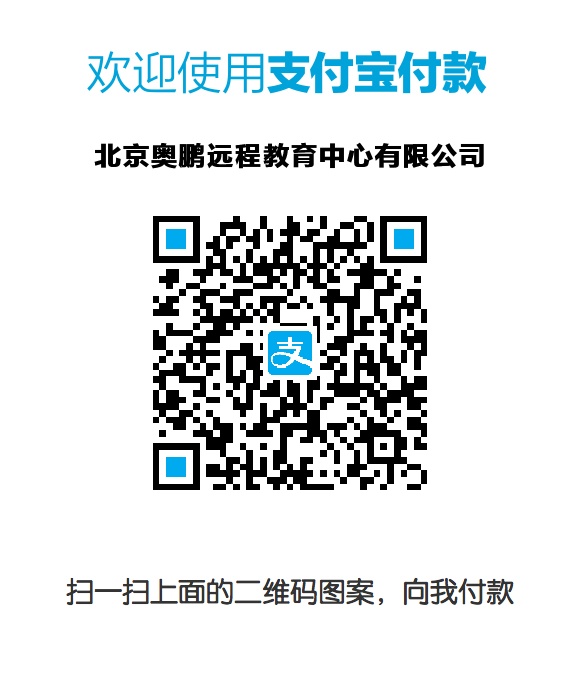 欢迎使用支付宝付款
北京奥鹏远程教育中心有限公司
支
扫一扫上面的二维码图案，向我付款